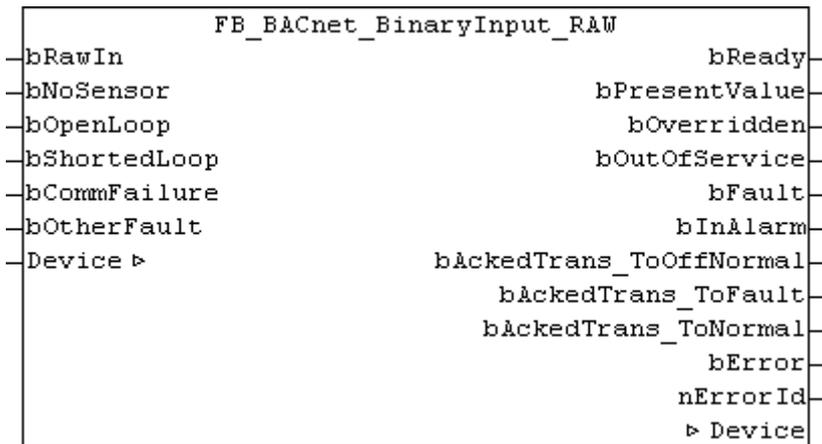 FB_BACnet_BinaryInput_RAW
bRawIn bReady
bNoSensor bPresentValue
bOpenLoop bOverridden
bShortedLoop bOutOfService
bCommFailure bFault
bOtherFault bInAlarm
Device ▷ bAckedTrans_ToOffNormal
bAckedTrans_ToFault
bAckedTrans_ToNormal
bError
nErrorId
▷ Device